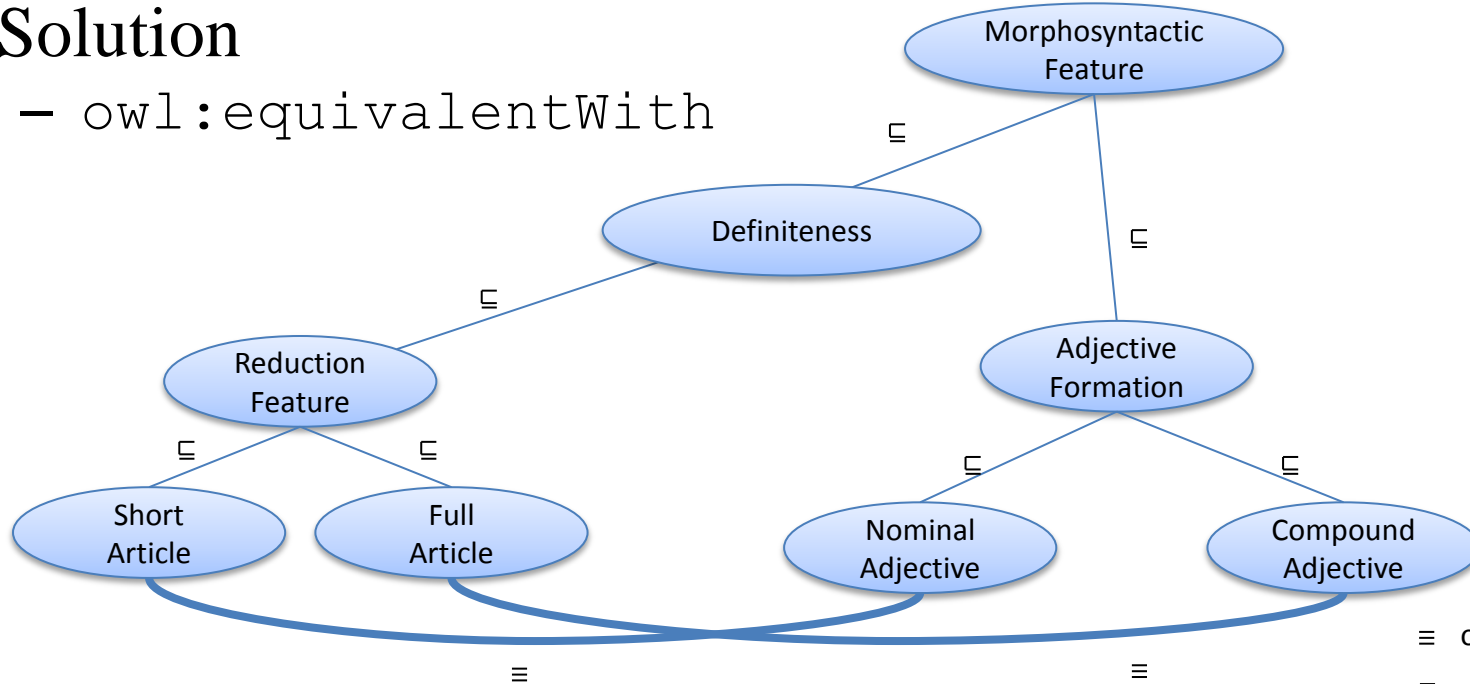 Solution
– owl:equivalentWith
Morphosyntactic
Feature
⊑
Definiteness
⊑
⊑
Reduction
Feature
Adjective
Formation
⊑
⊑
⊑
⊑
Short
Article
Full
Article
Nominal
Adjective
Compound
Adjective
≡
≡
≡